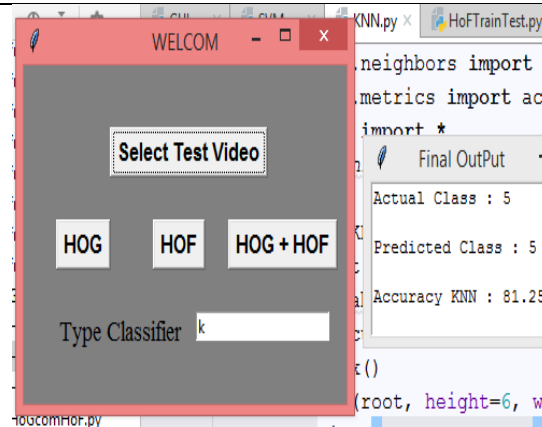 KNN.py
HoFTrainTest.py
WELCOM
.neighbors import
.metrics import ac
import *
Select Test Video
HOG
HOF
HOG + HOF
Type Classifier
k
Final OutPut
Actual Class : 5
Predicted Class : 5
Accuracy KNN : 81.25
(root, height=6, w
HoGcomHoF.py